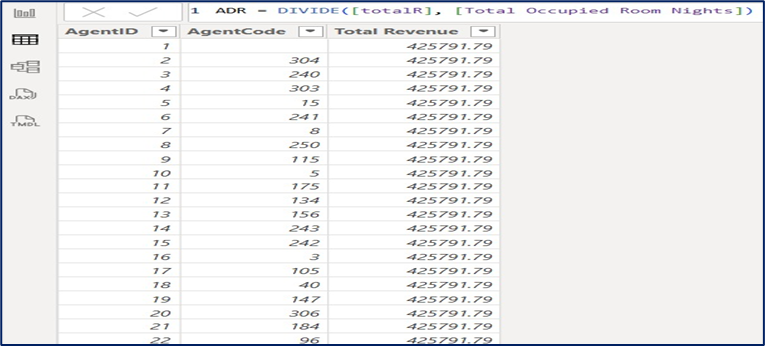 1 ADR = DIVIDE([totalR], [Total Occupied Room Nights])
AgentID AgentCode Total Revenue
1 425791.79
2 304 425791.79
3 240 425791.79
4 303 425791.79
5 15 425791.79
6 241 425791.79
7 8 425791.79
8 250 425791.79
9 115 425791.79
10 5 425791.79
11 175 425791.79
12 134 425791.79
13 156 425791.79
14 243 425791.79
15 242 425791.79
16 3 425791.79
17 105 425791.79
18 40 425791.79
19 147 425791.79
20 306 425791.79
21 184 425791.79
22 96 425791.79
DAX
TMDL